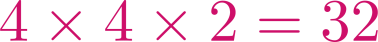 4 × 4 × 2 = 32